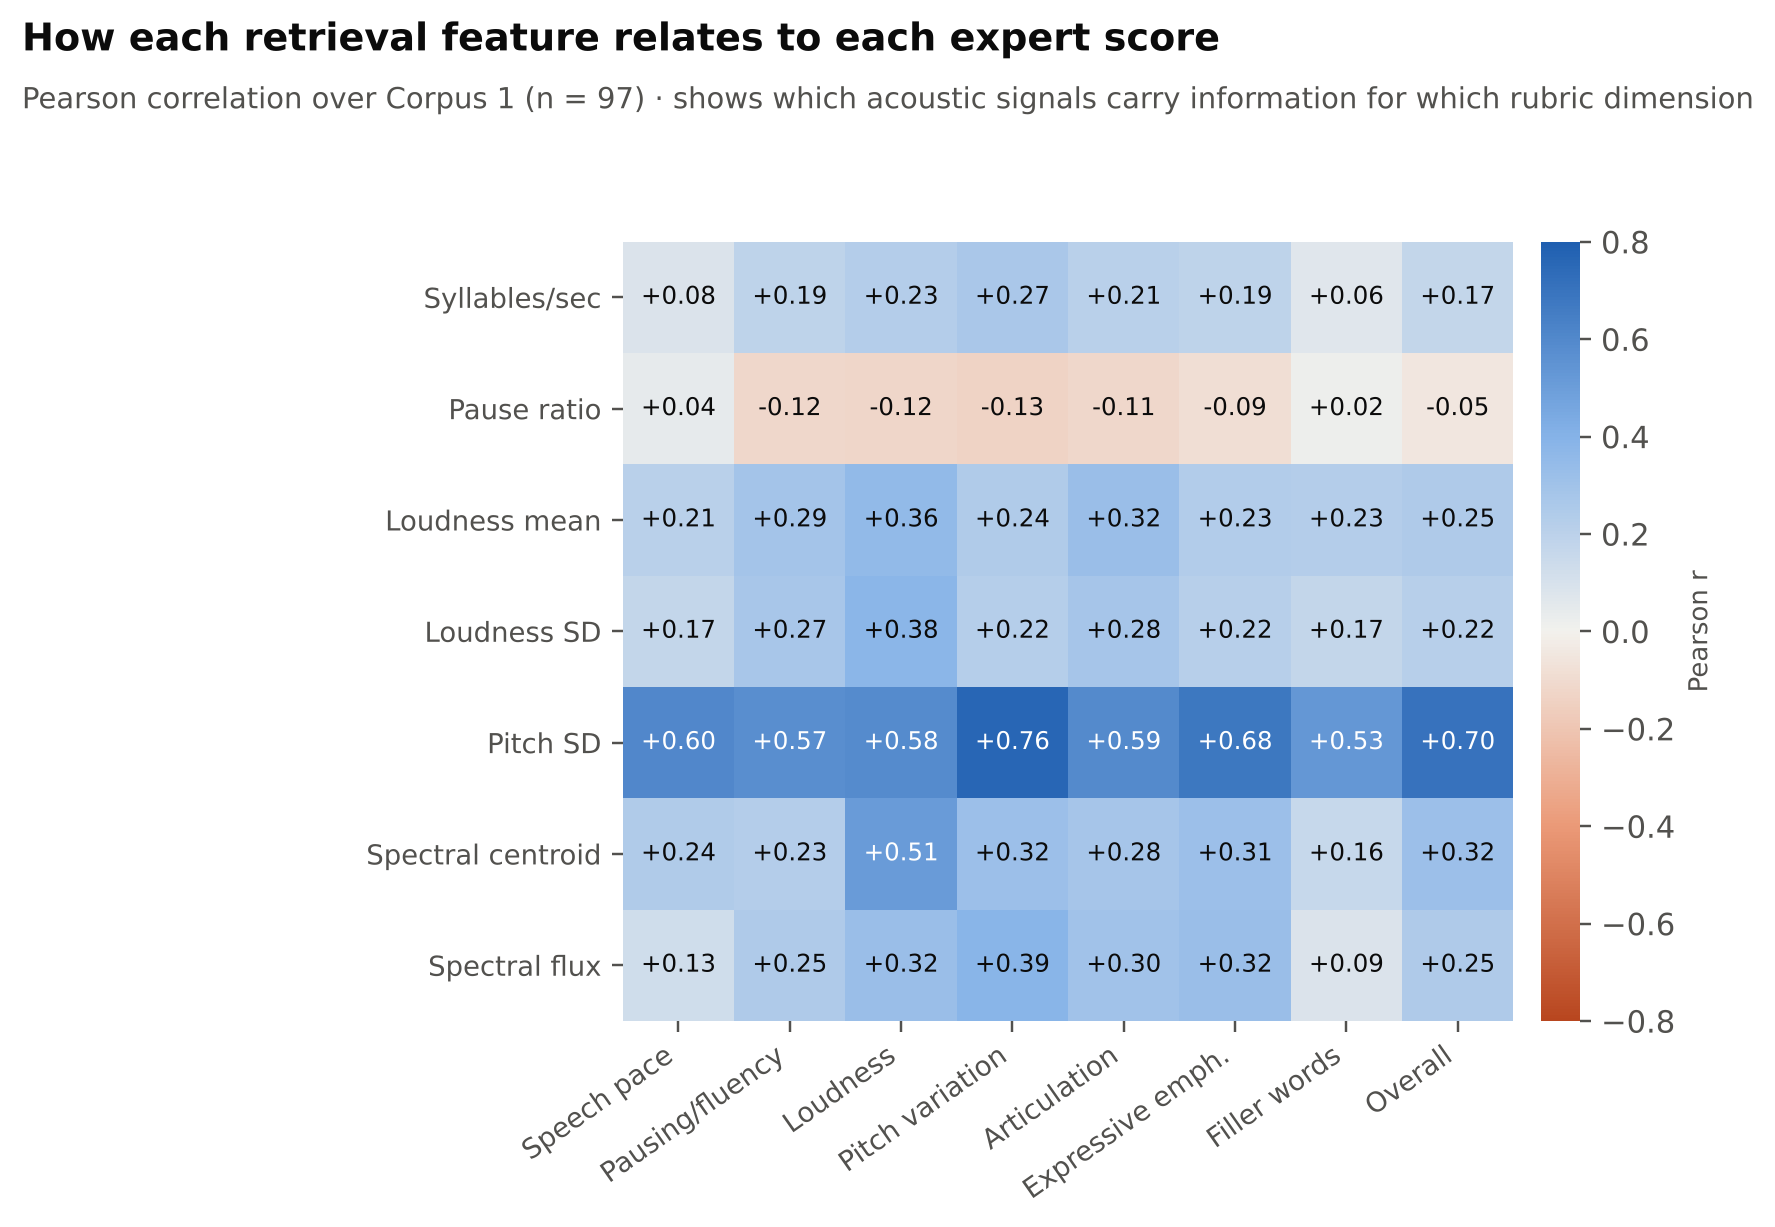 How each retrieval feature relates to each expert score
Pearson correlation over Corpus 1 (n = 97) · shows which acoustic signals carry information for which rubric dimension
Syllables/sec +0.08 +0.19 +0.23 +0.27 +0.21 +0.19 +0.06 +0.17
Pause ratio +0.04 -0.12 -0.12 -0.13 -0.11 -0.09 +0.02 -0.05
Loudness mean +0.21 +0.29 +0.36 +0.24 +0.32 +0.23 +0.23 +0.25
Loudness SD +0.17 +0.27 +0.38 +0.22 +0.28 +0.22 +0.17 +0.22
Pitch SD +0.60 +0.57 +0.58 +0.76 +0.59 +0.68 +0.53 +0.70
Spectral centroid +0.24 +0.23 +0.51 +0.32 +0.28 +0.31 +0.16 +0.32
Spectral flux +0.13 +0.25 +0.32 +0.39 +0.30 +0.32 +0.09 +0.25
Speech pace
Pausing/fluency
Loudness
Pitch variation
Articulation
Expressive emph.
Filler words
Overall
0.8
0.6
0.4
0.2
0.0
−0.2
−0.4
−0.6
−0.8
Pearson r